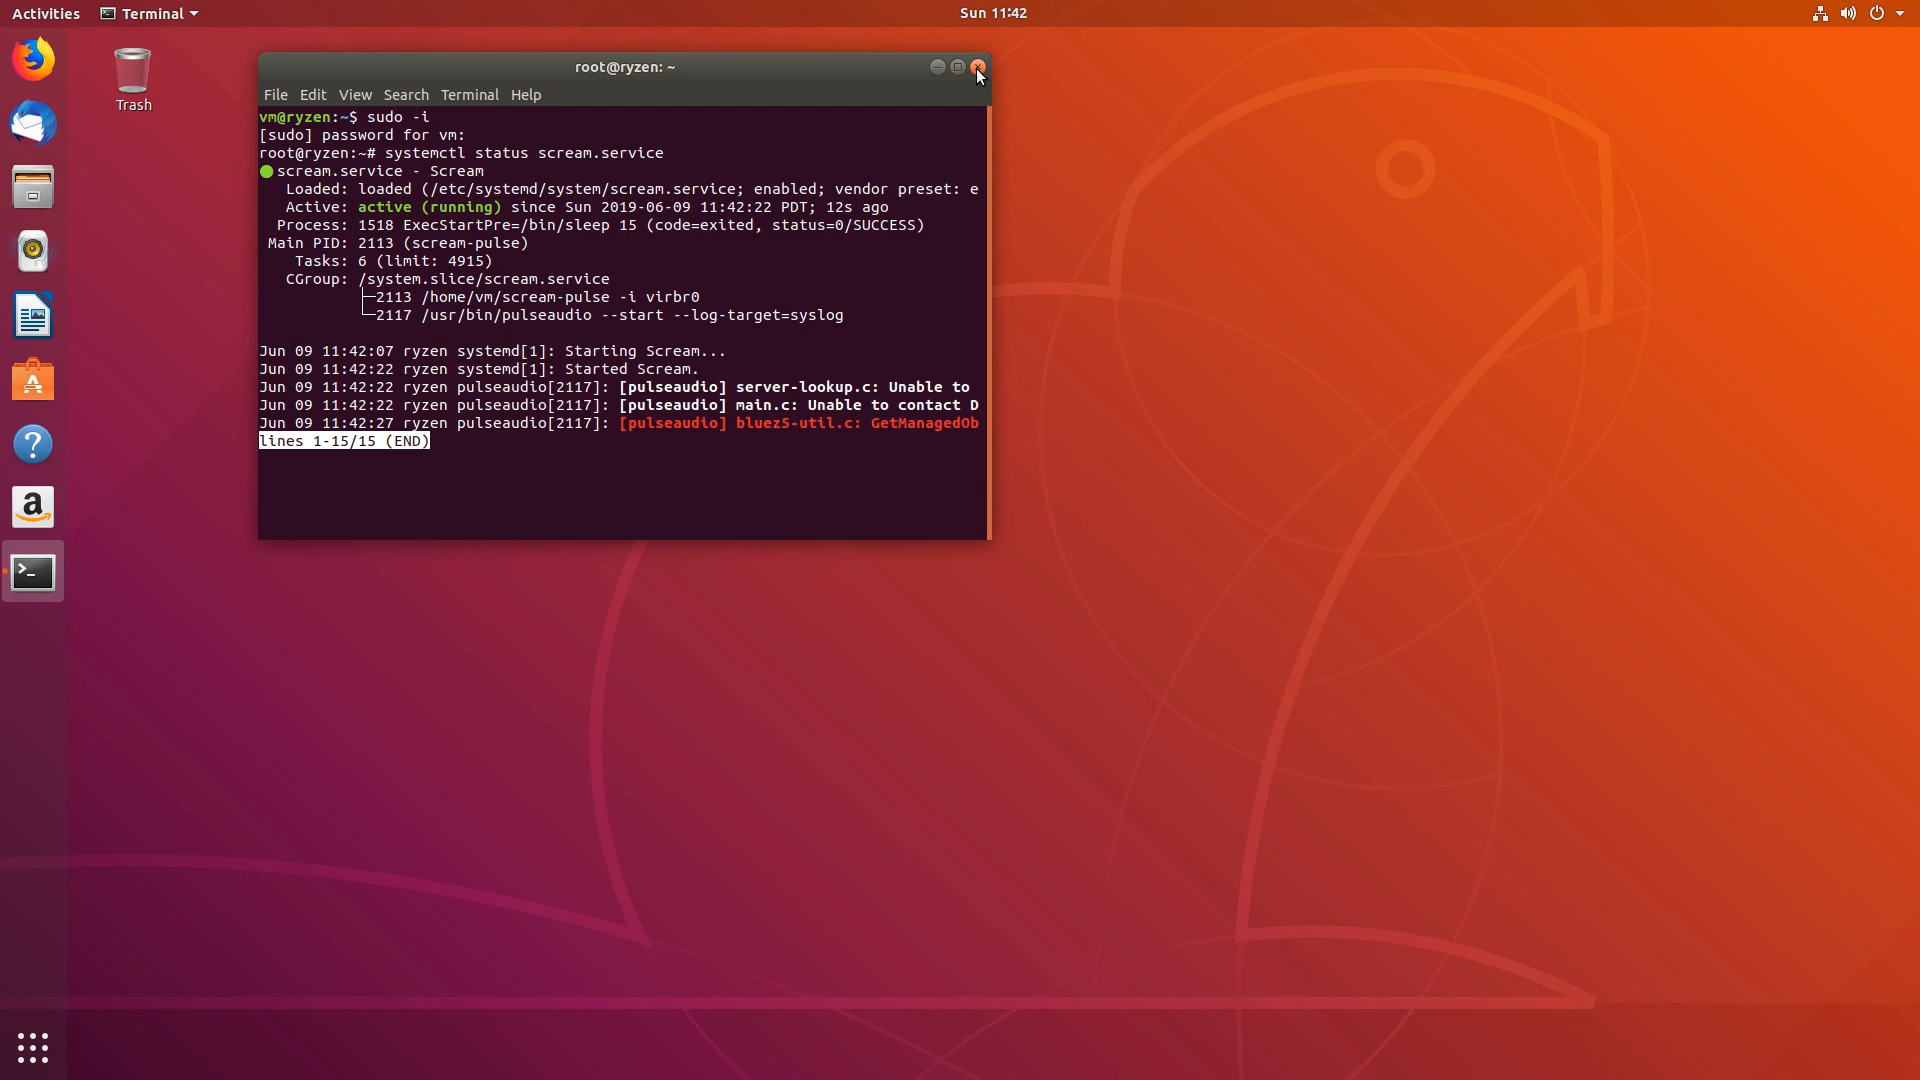 Activities
Terminal
Sun 11:42
Trash
root@ryzen: ~
File Edit View Search Terminal Help
vm@ryzen:~$ sudo -i
[sudo] password for vm:
root@ryzen:~# systemctl status scream.service
● scream.service - Scream
Loaded: loaded (/etc/systemd/system/scream.service; enabled; vendor preset: e
Active: active (running) since Sun 2019-06-09 11:42:22 PDT; 12s ago
Process: 1518 ExecStartPre=/bin/sleep 15 (code=exited, status=0/SUCCESS)
Main PID: 2113 (scream-pulse)
Tasks: 6 (limit: 4915)
CGroup: /system.slice/scream.service
├─2113 /home/vm/scream-pulse -i virbr0
└─2117 /usr/bin/pulseaudio --start --log-target=syslog
Jun 09 11:42:07 ryzen systemd[1]: Starting Scream...
Jun 09 11:42:22 ryzen systemd[1]: Started Scream.
Jun 09 11:42:22 ryzen pulseaudio[2117]: [pulseaudio] server-lookup.c: Unable to
Jun 09 11:42:22 ryzen pulseaudio[2117]: [pulseaudio] main.c: Unable to contact D
Jun 09 11:42:27 ryzen pulseaudio[2117]: [pulseaudio] bluez5-util.c: GetManagedOb
lines 1-15/15 (END)